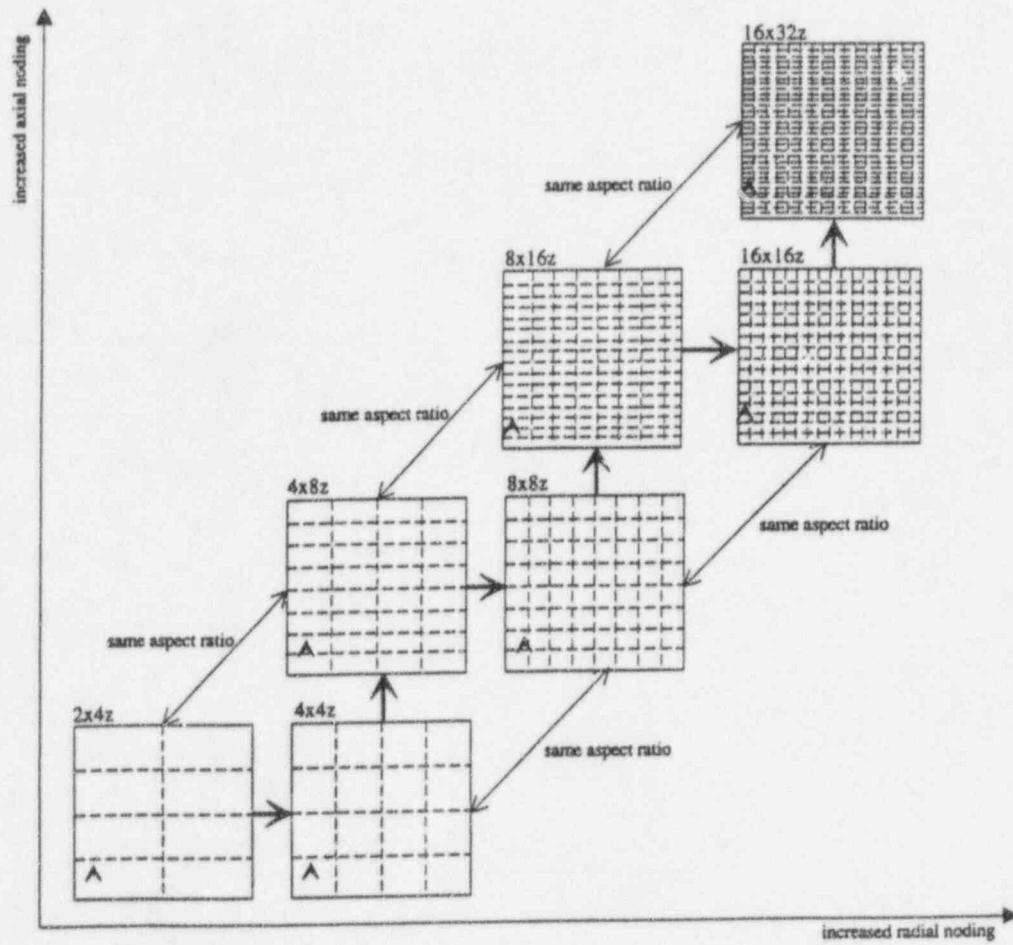 increased axial noding
16x32z
same aspect ratio
8x16z
16x16z
same aspect ratio
4x8z
8x8z
same aspect ratio
same aspect ratio
2x4z
4x4z
same aspect ratio
increased radial noding